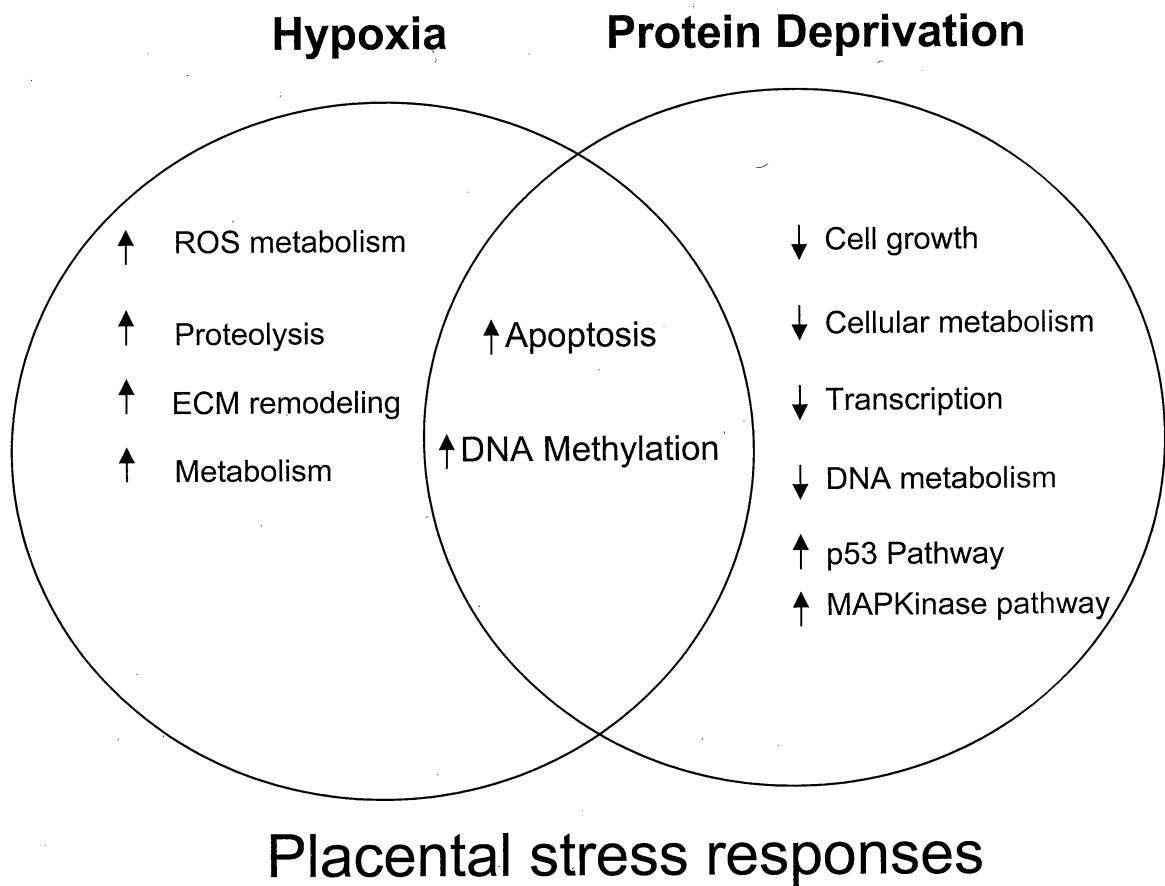 Hypoxia
Protein Deprivation
↑ ROS metabolism
↑ Proteolysis
↑ ECM remodeling
↑ Metabolism
↑ Apoptosis
↑ DNA Methylation
↓ Cell growth
↓ Cellular metabolism
↓ Transcription
↓ DNA metabolism
↑ p53 Pathway
↑ MAPKinase pathway
Placental stress responses